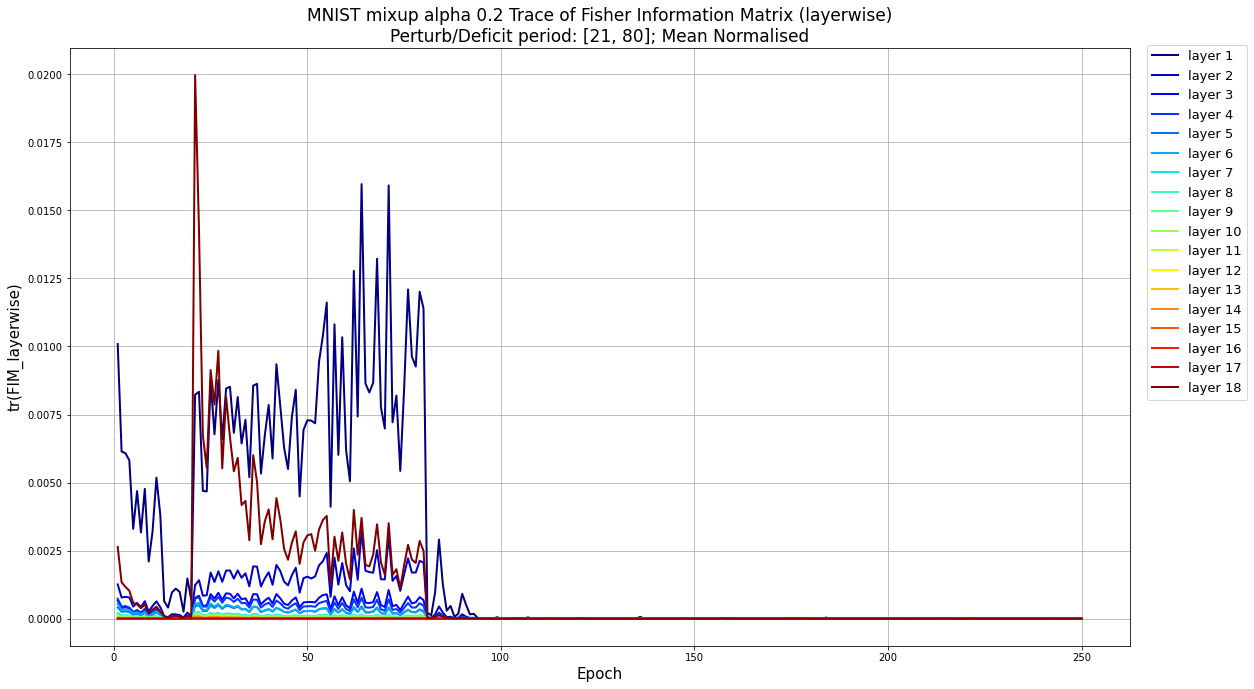 MNIST mixup alpha 0.2 Trace of Fisher Information Matrix (layerwise)
Perturb/Deficit period: [21, 80]; Mean Normalised
tr(FIM_layerwise)
0.0200
0.0175
0.0150
0.0125
0.0100
0.0075
0.0050
0.0025
0.0000
0
50
100
150
200
250
Epoch
layer 1
layer 2
layer 3
layer 4
layer 5
layer 6
layer 7
layer 8
layer 9
layer 10
layer 11
layer 12
layer 13
layer 14
layer 15
layer 16
layer 17
layer 18